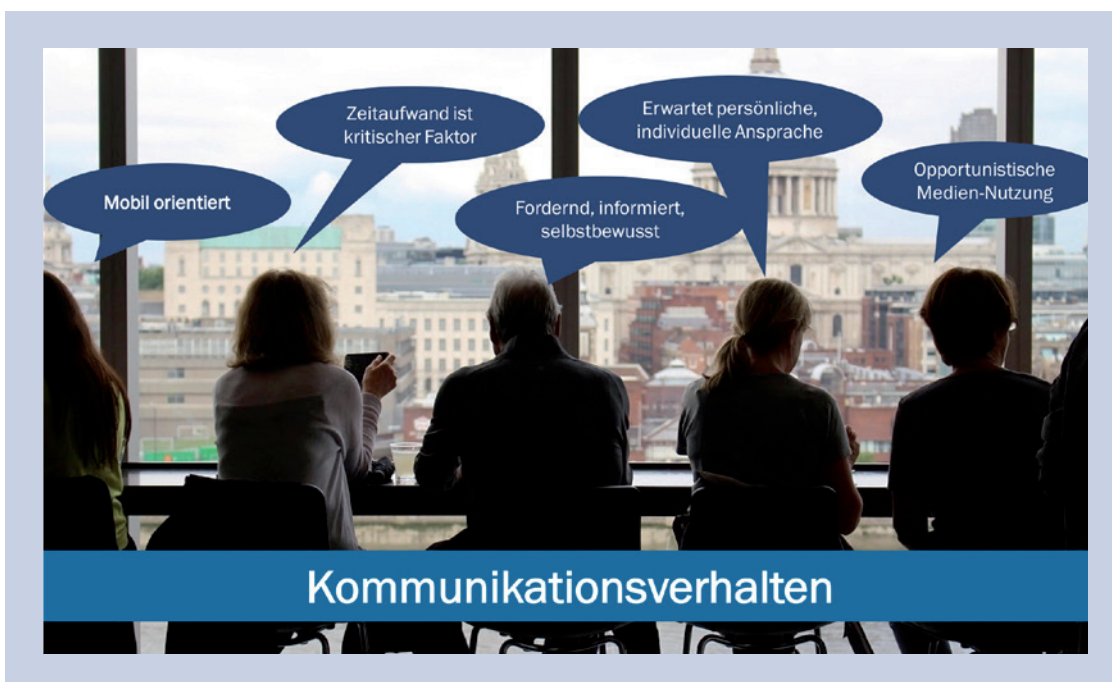 Mobil orientiert
Zeitaufwand ist
kritischer Faktor
Fordernd, informiert,
selbstbewusst
Erwartet persönliche,
individuelle Ansprache
Opportunistische
Medien-Nutzung
Kommunikationsverhalten